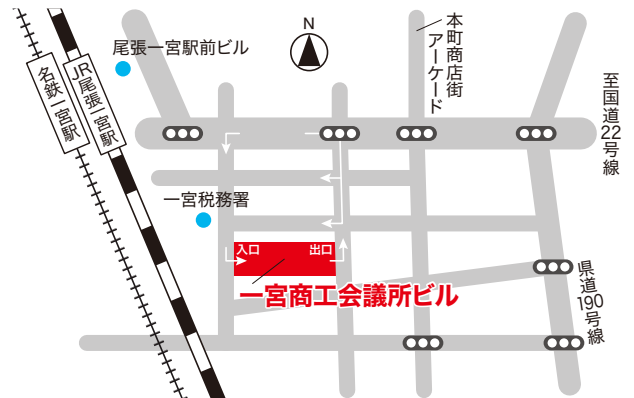 N
尾張一宮駅前ビル
本町商店街
アーケード
名鉄一宮駅
JR尾張一宮駅
至国道22号線
一宮税務署
入口
出口
一宮商工会議所ビル
県道190号線